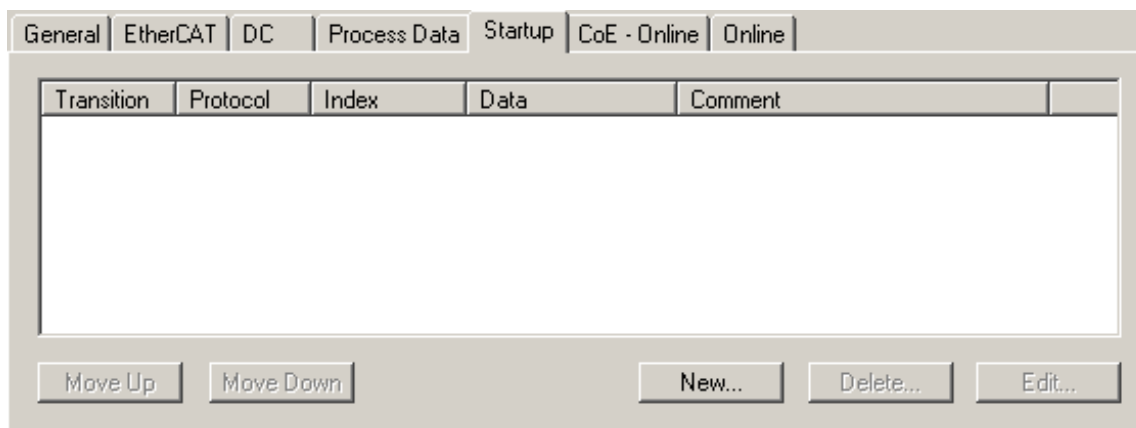 General EtherCAT DC Process Data Startup CoE - Online Online
Transition Protocol Index Data Comment
Move Up Move Down New... Delete... Edit...